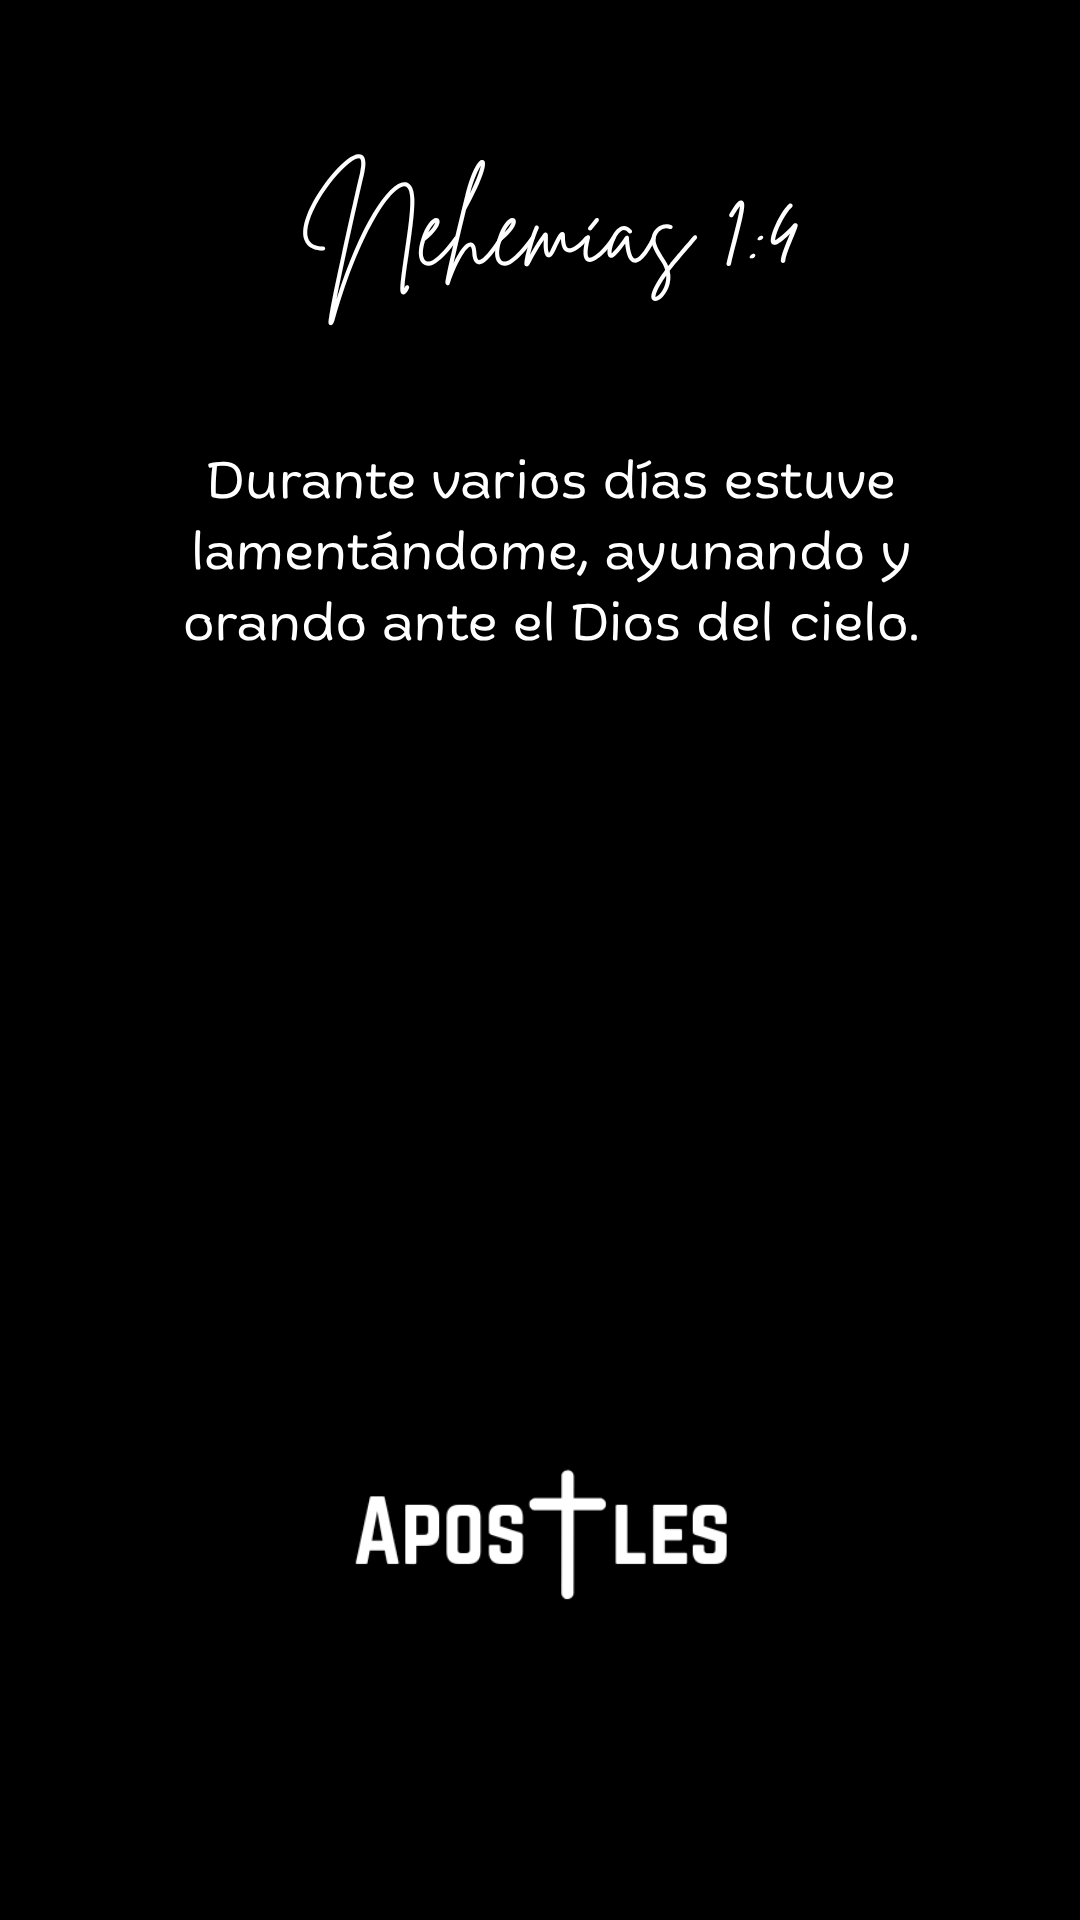 Nehemías 1:4
Durante varios días estuve
lamentándome, ayunando y
orando ante el Dios del cielo.
APOSTLES